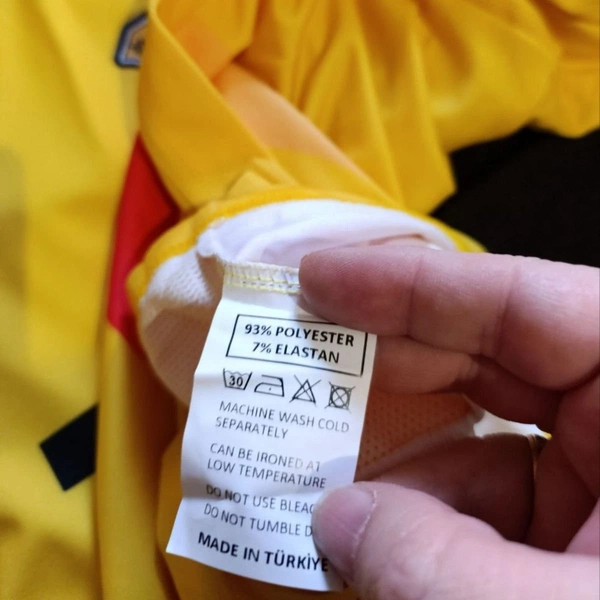 93% POLYESTER
7% ELASTAN
30
MACHINE WASH COLD
SEPARATELY
CAN BE IRONED AT
LOW TEMPERATURE
DO NOT USE
DO NOT TUMBLE
MADE IN TÜRKİYE